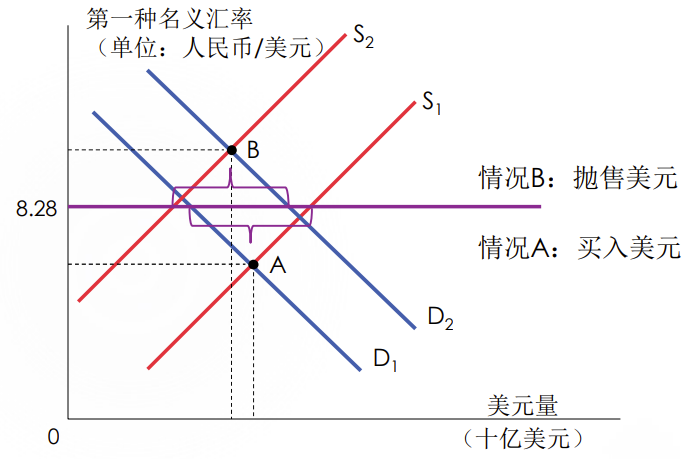 第一种名义汇率
（单位：人民币/美元）
S2
S1
B
情况B：抛售美元
8.28
情况A：买入美元
A
D2
D1
美元量
0
（十亿美元）